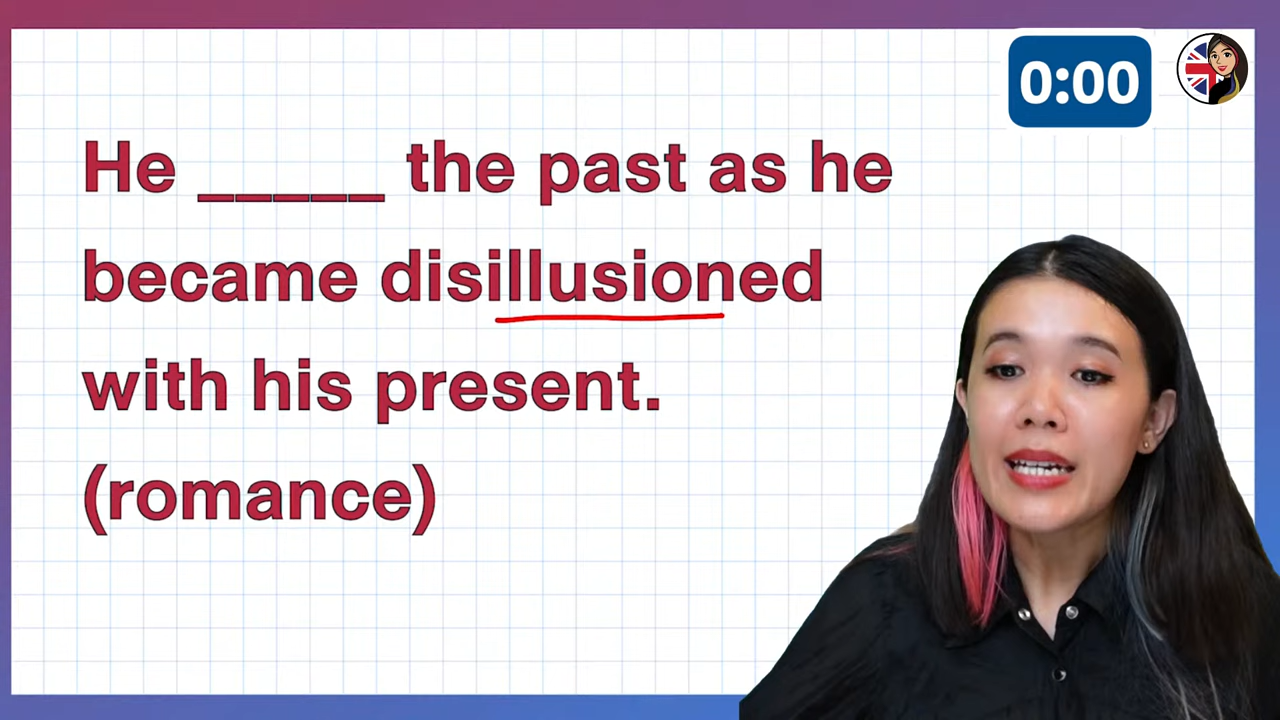 0:00
He _____ the past as he
became disillusioned
with his present.
(romance)